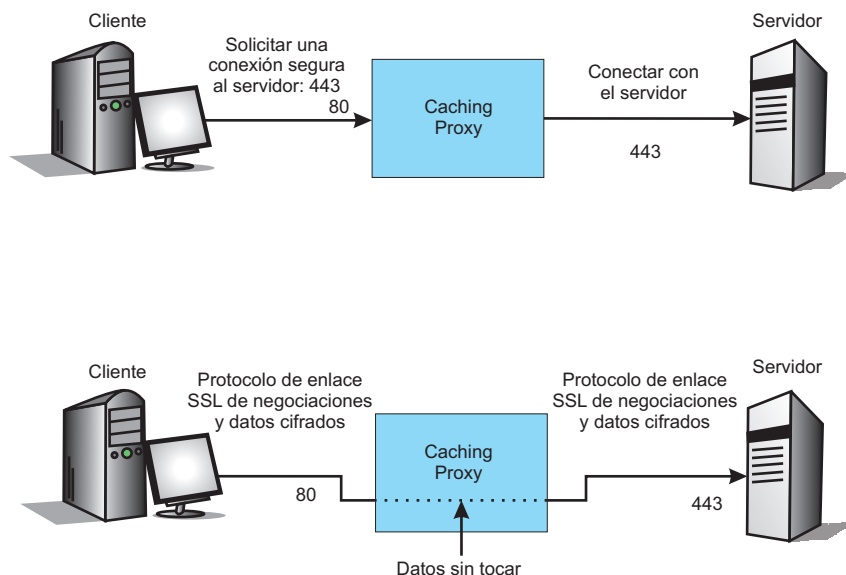 Cliente
Servidor
Solicitar una
conexión segura
al servidor: 443
80
Caching
Proxy
Conectar con
el servidor
443
Cliente
Servidor
Protocolo de enlace
SSL de negociaciones
y datos cifrados
80
Caching
Proxy
Protocolo de enlace
SSL de negociaciones
y datos cifrados
443
Datos sin tocar